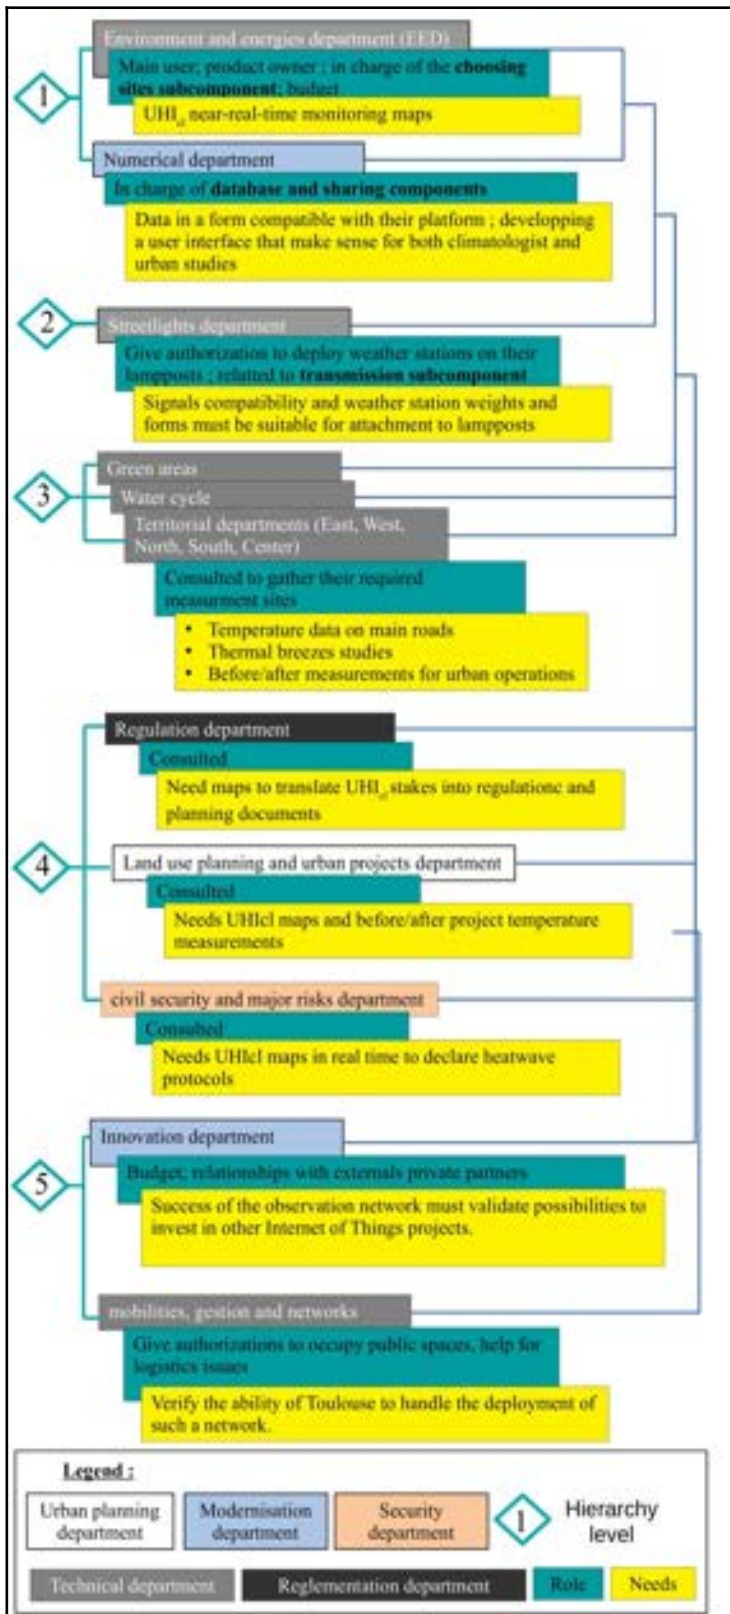 Environment and energies department (EED)
1
Main user; product owner ; in charge of the choosing
sites subcomponent; budget
UHIcl near-real-time monitoring maps
Numerical department
In charge of database and sharing components
Data in a form compatible with their platform ; developping
a user interface that make sense for both climatologist and
urban studies
2
Streetlights department
Give authorization to deploy weather stations on their
lampposts ; relatted to transmission subcomponent
Signals compatibility and weather station weights and
forms must be suitable for attachment to lampposts
Green areas
3
Water cycle
Territorial departments (East, West,
North, South, Center)
Consulted to gather their required
measurment sites
• Temperature data on main roads
• Thermal breezes studies
• Before/after measurements for urban operations
Regulation department
Consulted
Need maps to translate UHIcl stakes into regulationc and
planning documents
4
Land use planning and urban projects department
Consulted
Needs UHIcl maps and before/after project temperature
measurements
civil security and major risks department
Consulted
Needs UHIcl maps in real time to declare heatwave
protocols
Innovation department
5
Budget; relationships with externals private partners
Success of the observation network must validate possibilities to
invest in other Internet of Things projects.
mobilities, gestion and networks
Give authorizations to occupy public spaces, help for
logistics issues
Verify the ability of Toulouse to handle the deployment of
such a network.
Legend :
Urban planning
department
Modernisation
department
Security
department
1
Hierarchy
level
Technical department
Reglementation department
Role
Needs